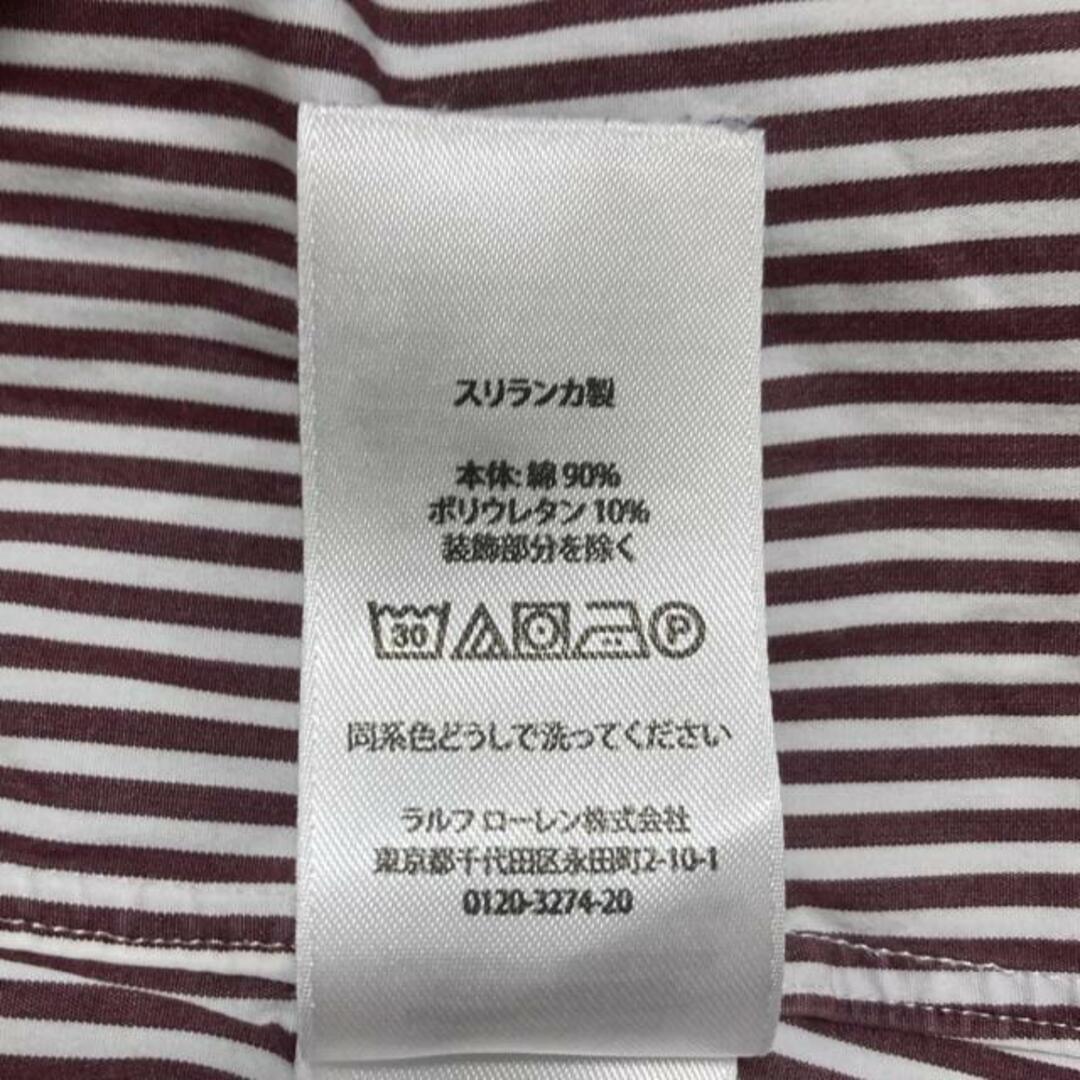 スリランカ製
本体: 綿 90%
ポリウレタン 10%
装飾部分を除く
30 P
同系色どうしで洗ってください
ラルフ ローレン株式会社
東京都千代田区永田町2-10-1
0120-3274-20